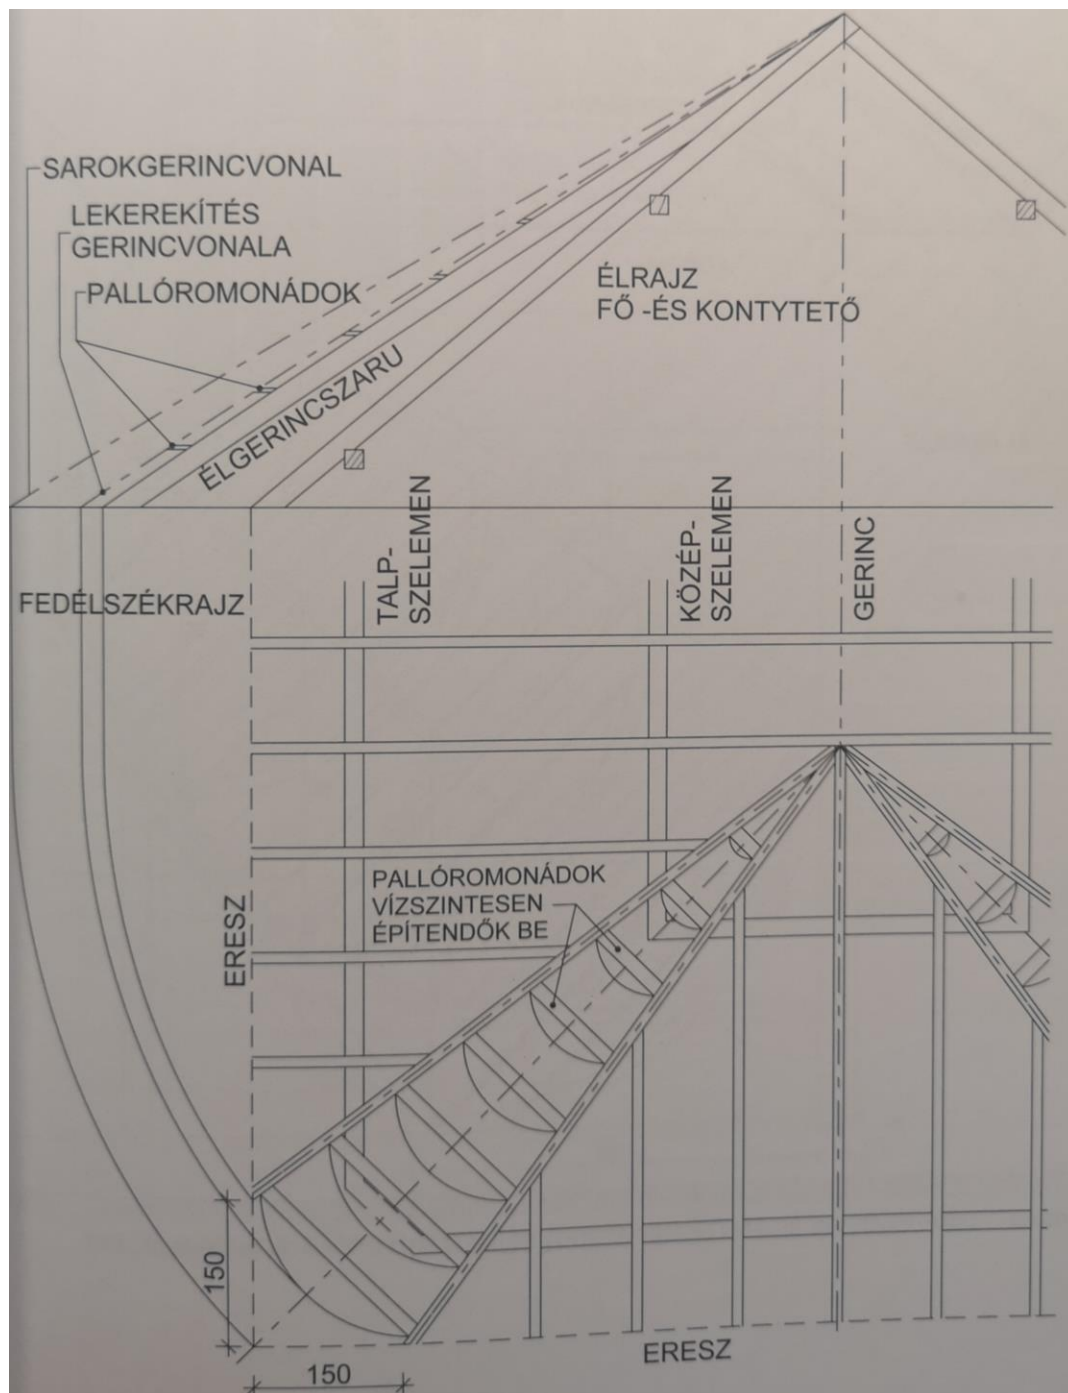 SAROKGERINCVONAL
LEKEREKÍTÉS
GERINCVONALA
PALLÓROMONÁDOK
ÉLRAJZ
FŐ -ÉS KONTYTETŐ
ÉLGERINCSZARU
FEDÉLSZÉKRAJZ
TALP-
SZELEMEN
KÖZÉP-
SZELEMEN
GERINC
PALLÓROMONÁDOK
VÍZSZINTESEN
ÉPÍTENDŐK BE
ERESZ
150
ERESZ
150